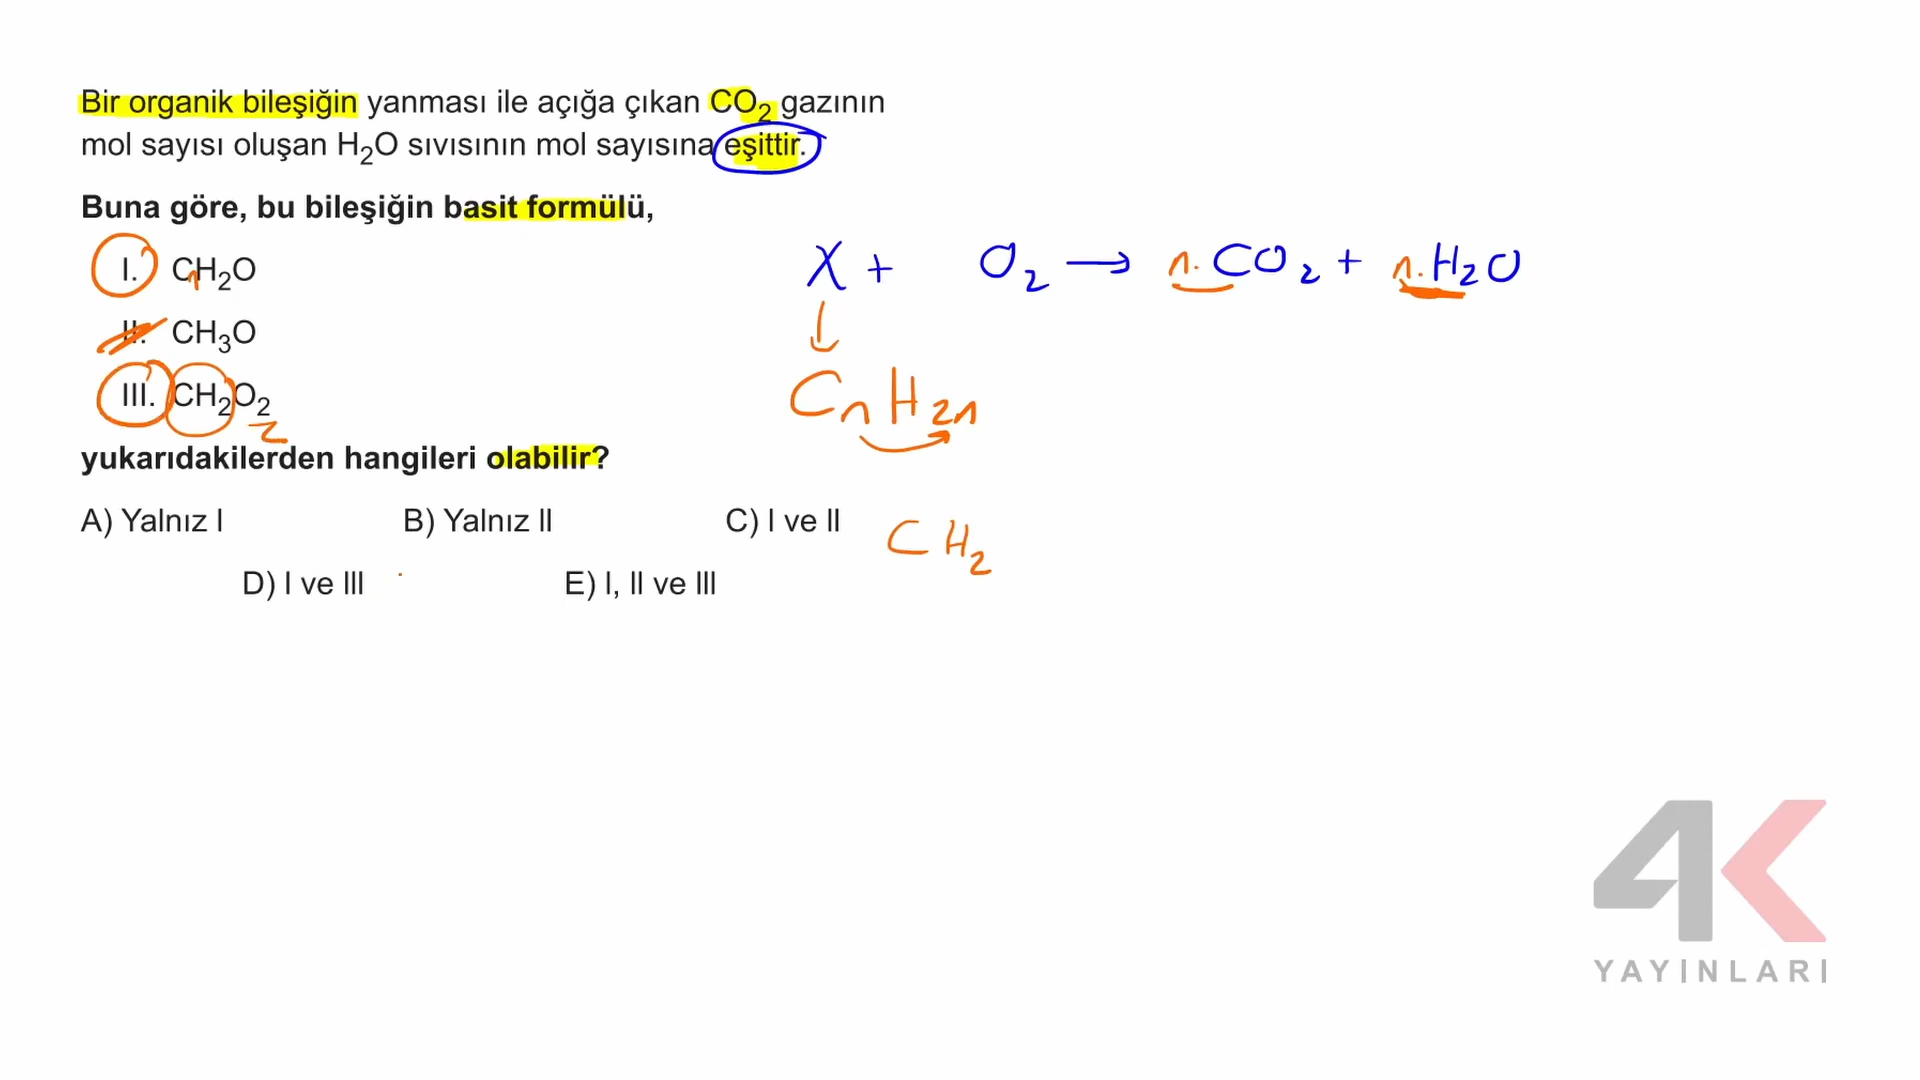 Bir organik bileşiğin yanması ile açığa çıkan CO₂ gazının
mol sayısı oluşan H₂O sıvısının mol sayısına eşittir.
Buna göre, bu bileşiğin basit formülü,
I. CH₂O
II. CH₃O
III. CH₂O₂
yukarıdakilerden hangileri olabilir?
A) Yalnız I B) Yalnız II C) I ve II
D) I ve III E) I, II ve III
X + O₂ → n.CO₂ + n.H₂O
CnH2n
CH₂
n
2
4K
YAYINLARI